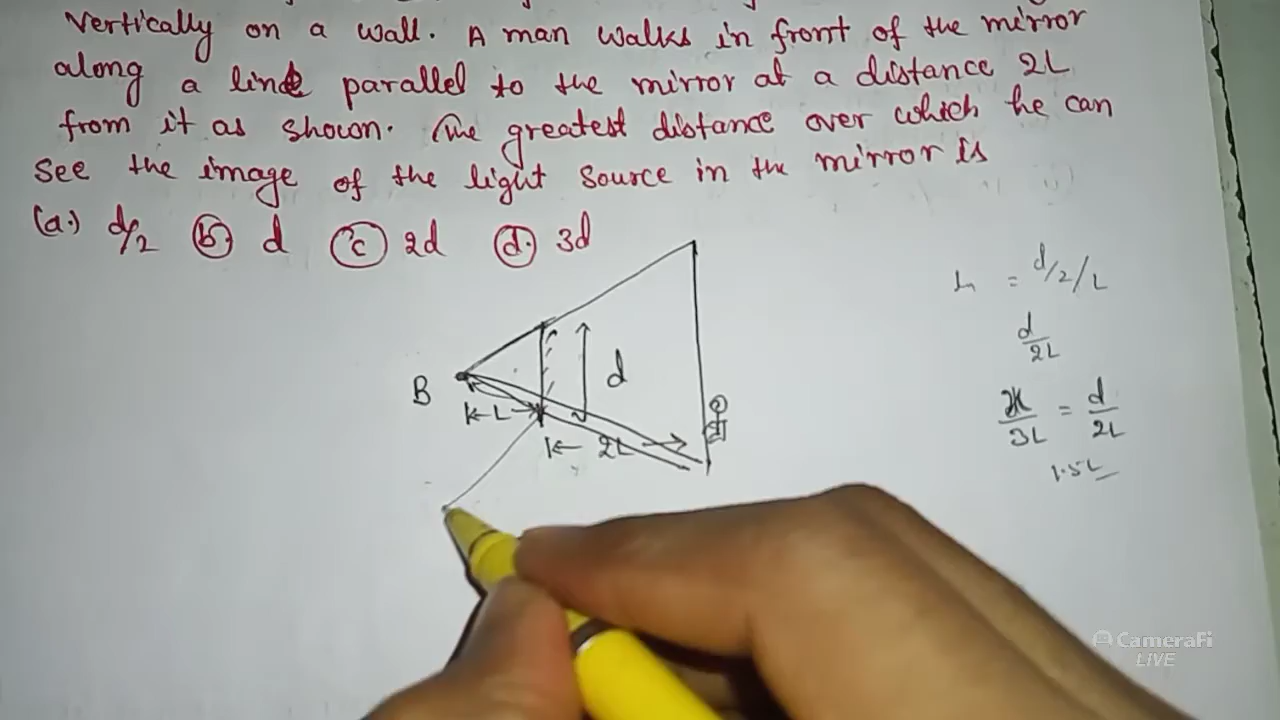 vertically on a wall. A man walks in front of the mirror
along a line parallel to the mirror at a distance 2L
from it as shown. The greatest distance over which he can
see the image of the light source in the mirror is
(a.) d/2 (b.) d (c) 2d (d.) 3d
= d/2/L
d/2L
x/3L = d/2L
1.5L
B
d
L
2L
CameraFi
LIVE